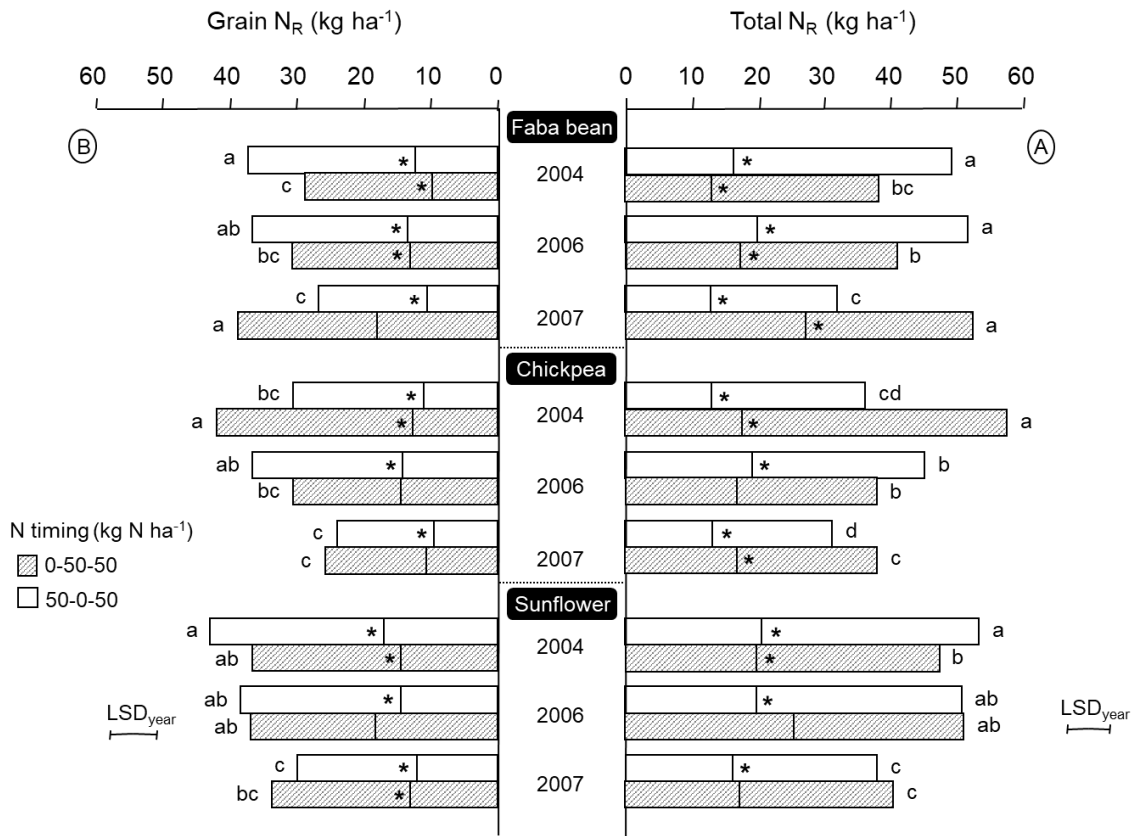 Grain N_R (kg ha⁻¹) Total N_R (kg ha⁻¹)
60 50 40 30 20 10 0 0 10 20 30 40 50 60
B Faba bean A
a * 2004 * a
c * * bc
ab * 2006 * a
bc * * b
c * 2007 * c
a * a
Chickpea
bc * 2004 * cd
a * * a
ab * 2006 * b
bc b
c * 2007 * d
c * c
N timing (kg N ha⁻¹)
0-50-50
50-0-50
Sunflower
a * 2004 * a
ab * * b
ab * 2006 * ab
ab ab
LSD_year LSD_year
c * 2007 * c
bc * c